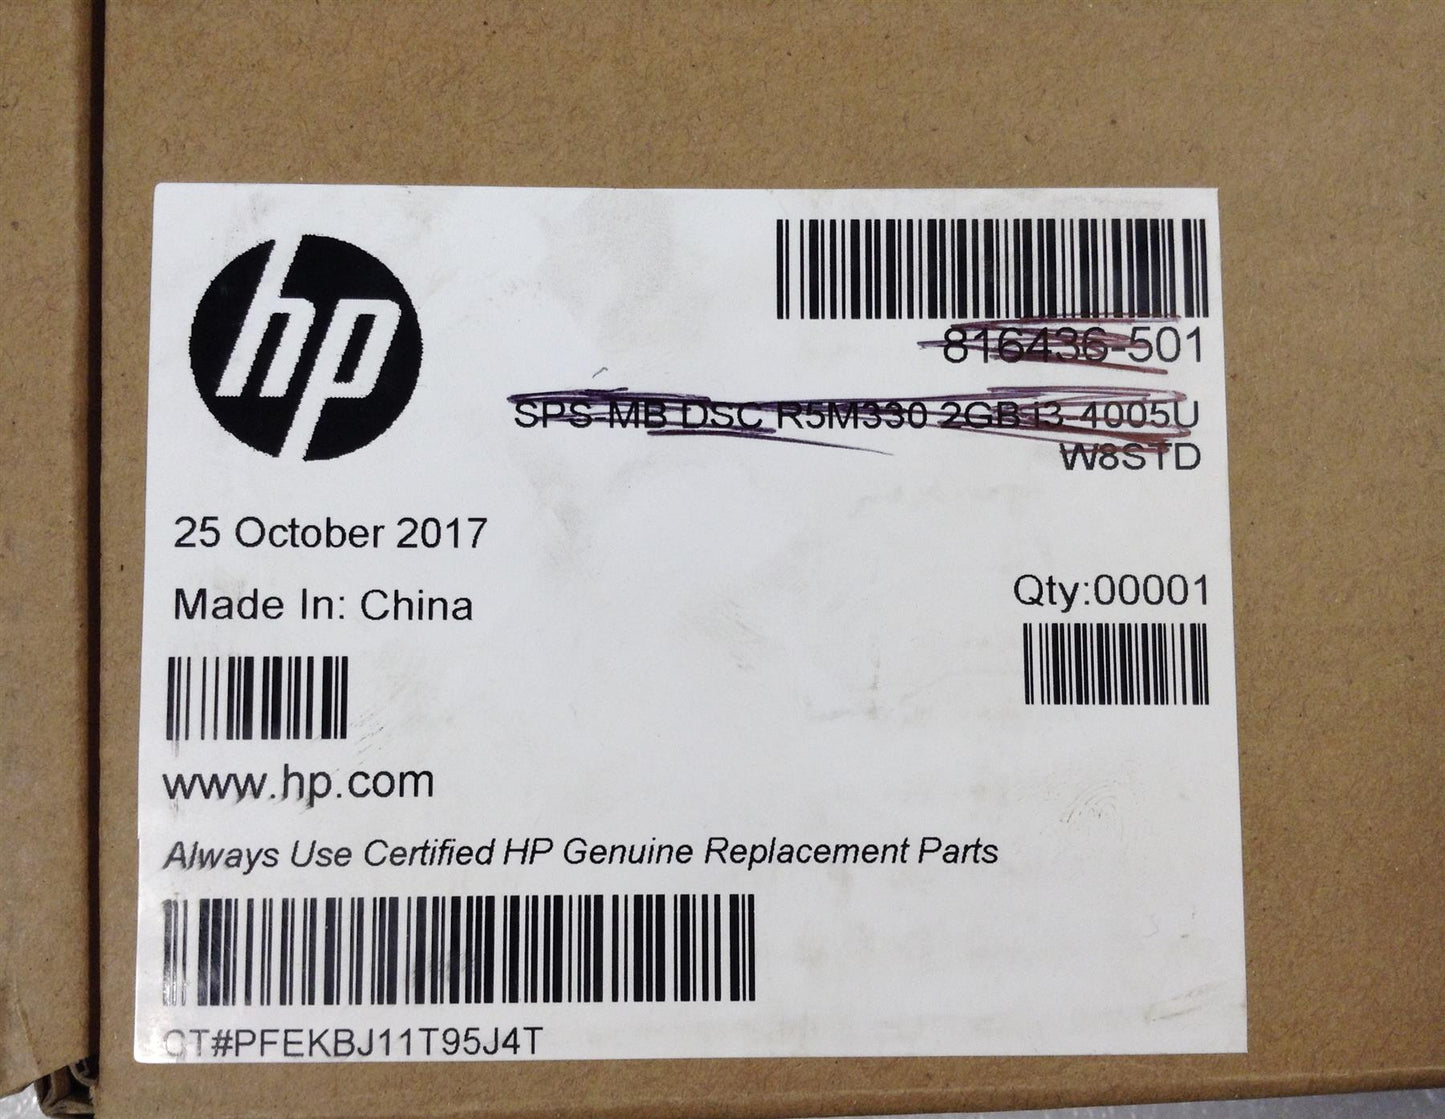 hp
816436-501
SPS-MB DSC R5M330 2GB i3-4005U
W8STD
25 October 2017
Made In: China
Qty:00001
www.hp.com
Always Use Certified HP Genuine Replacement Parts
CT#PFEKBJ11T95J4T